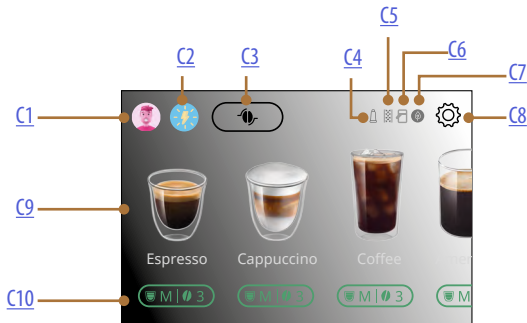 C5
C2 C3 C4 C6
C7
C1 C8
C9
Espresso Cappuccino Coffee
C10 M 3 M 3 M 3 M